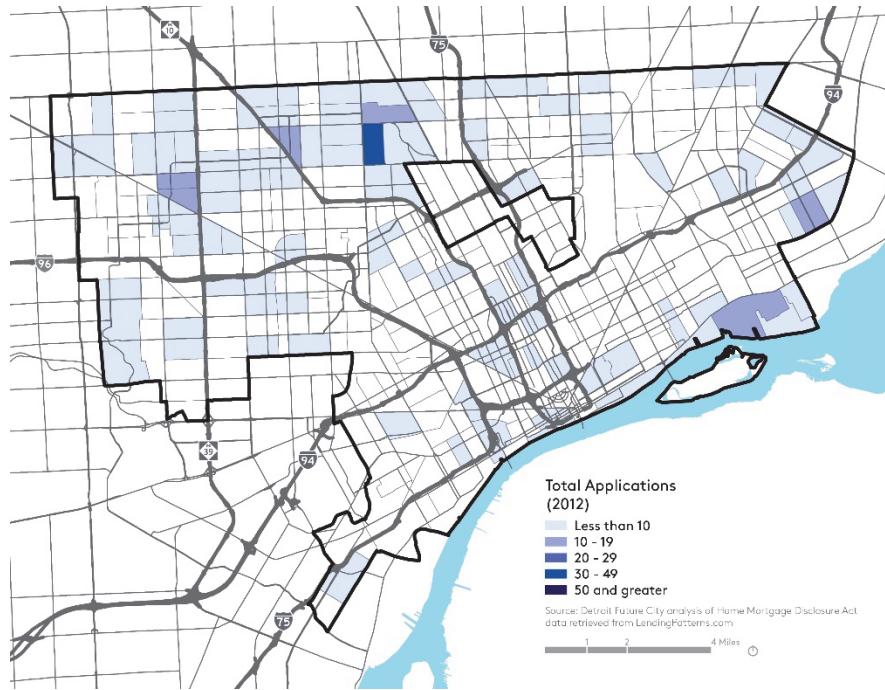 10
75
94
96
39
94
75
Total Applications
(2012)
Less than 10
10 - 19
20 - 29
30 - 49
50 and greater
Source: Detroit Future City analysis of Home Mortgage Disclosure Act
data retrieved from LendingPatterns.com
1 2 4 Miles